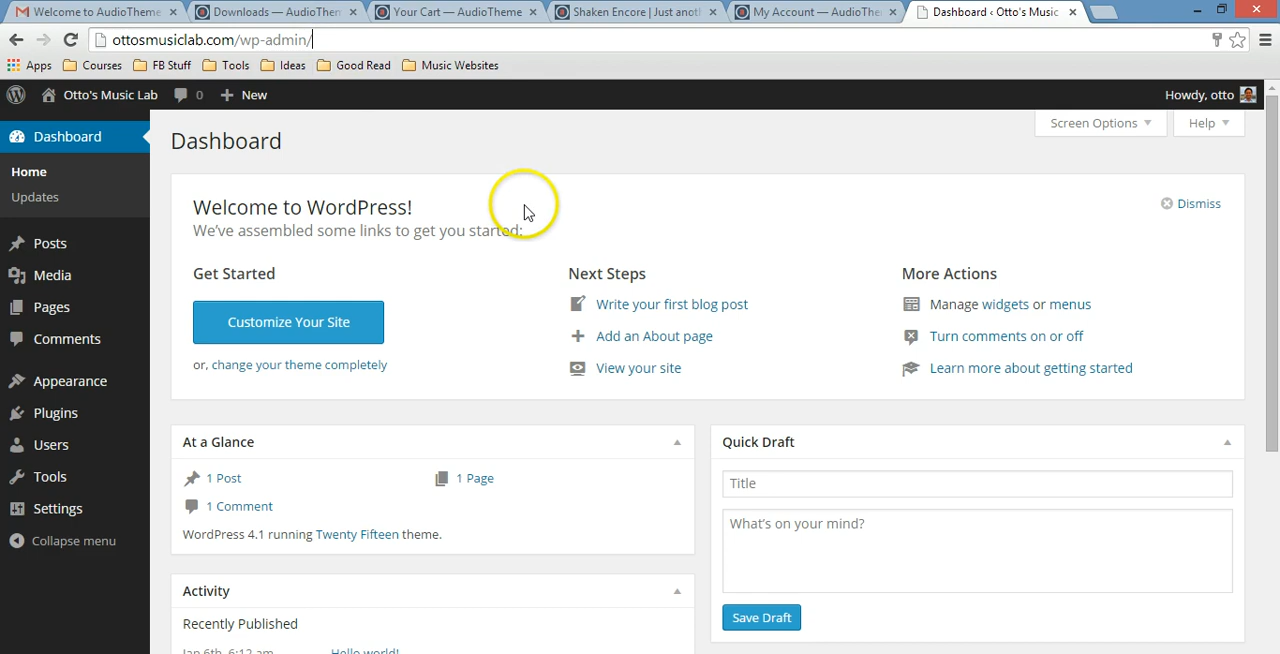 Welcome to AudioTheme
Downloads — AudioThem
Your Cart — AudioTheme
Shaken Encore | Just anoth
My Account — AudioThe
Dashboard ‹ Otto's Music
ottosmusiclab.com/wp-admin/
Apps Courses FB Stuff Tools Ideas Good Read Music Websites
Otto's Music Lab 0 + New Howdy, otto
Screen Options Help
Dashboard
Home
Updates
Posts
Media
Pages
Comments
Appearance
Plugins
Users
Tools
Settings
Collapse menu
Dashboard
Welcome to WordPress!
Dismiss
We've assembled some links to get you started:
Get Started
Customize Your Site
or, change your theme completely
Next Steps
Write your first blog post
Add an About page
View your site
More Actions
Manage widgets or menus
Turn comments on or off
Learn more about getting started
At a Glance
1 Post 1 Page
1 Comment
WordPress 4.1 running Twenty Fifteen theme.
Activity
Recently Published
Jan 6th, 6:12 am Hello world!
Quick Draft
Title
What's on your mind?
Save Draft